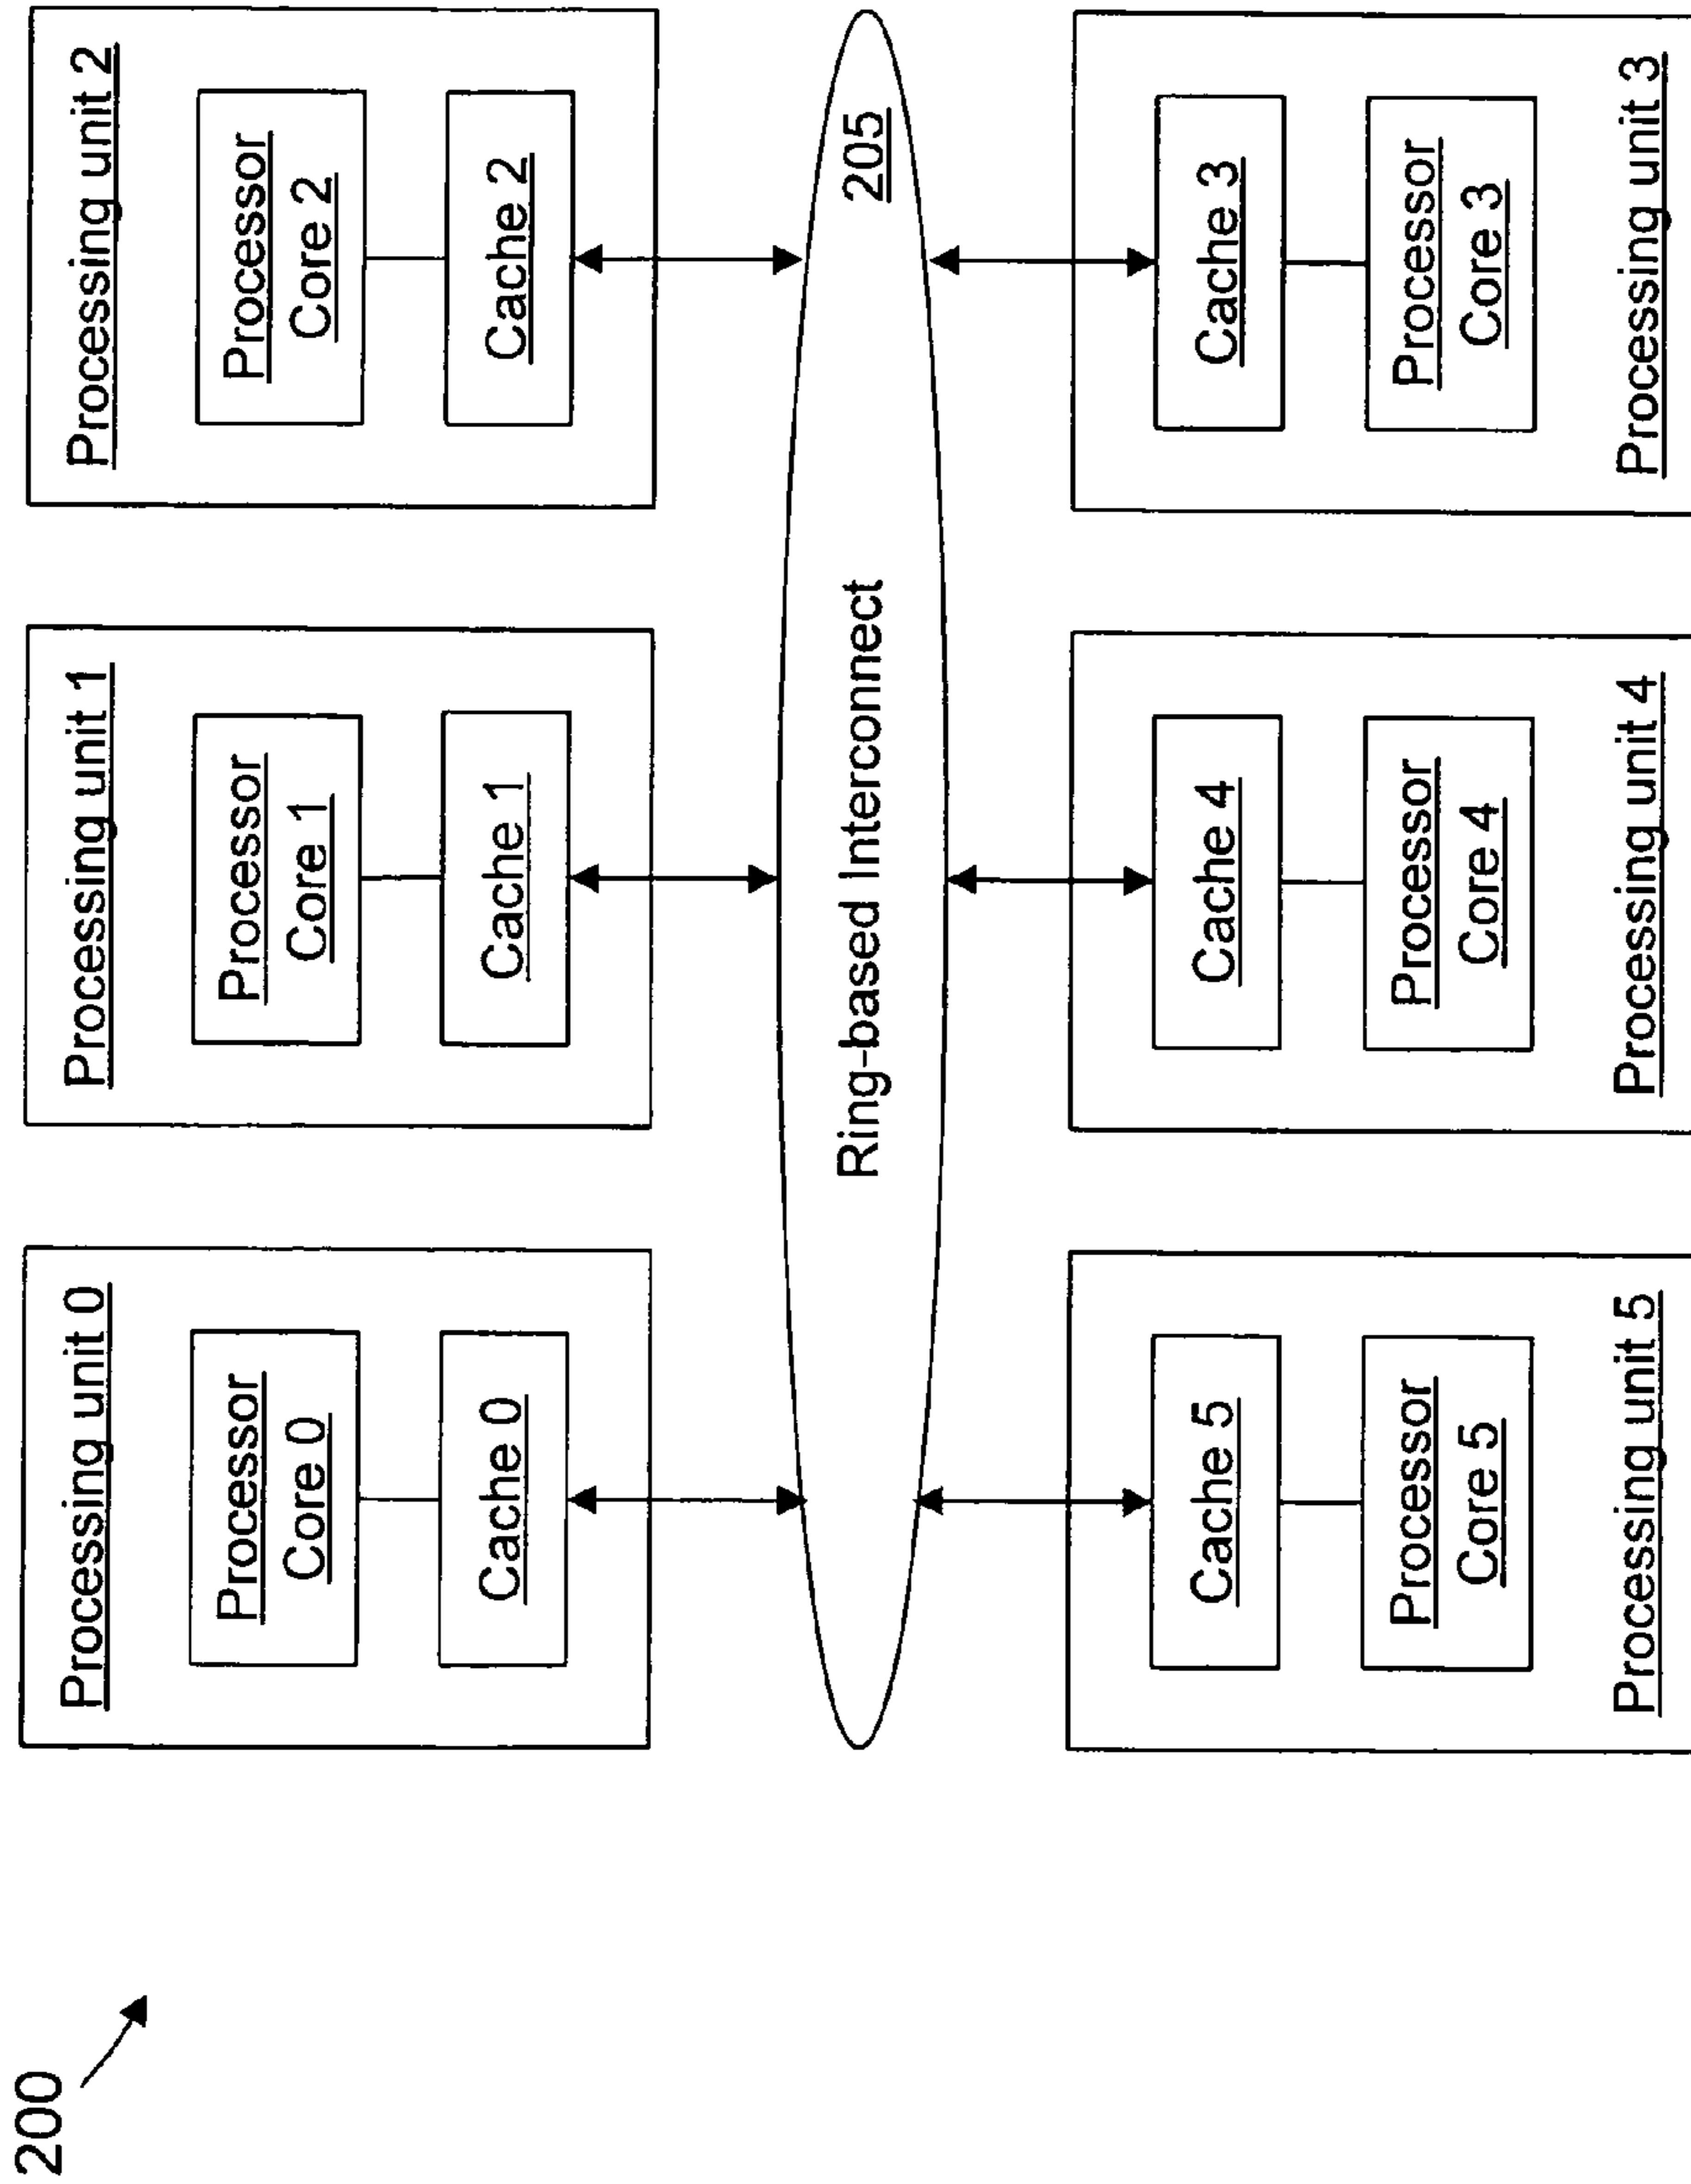 200
Processing unit 0
Processor
Core 0
Cache 0
Processing unit 1
Processor
Core 1
Cache 1
Processing unit 2
Processor
Core 2
Cache 2
Ring-based Interconnect
205
Cache 5
Processor
Core 5
Processing unit 5
Cache 4
Processor
Core 4
Processing unit 4
Cache 3
Processor
Core 3
Processing unit 3